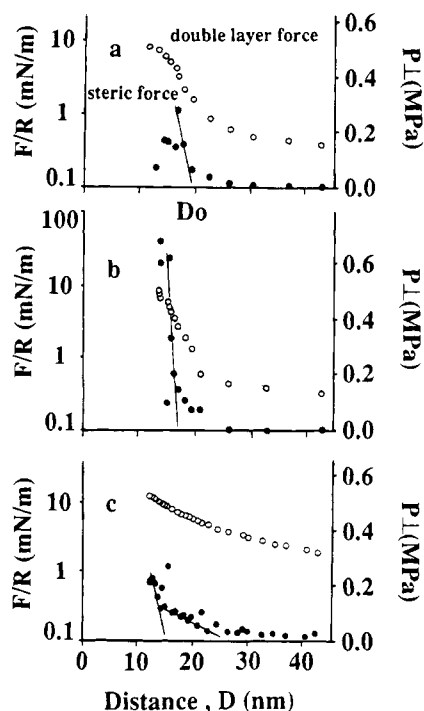 a
double layer force
steric force
10
1
0.1
F/R (mN/m)
0.6
0.4
0.2
0.0
P⊥(MPa)
Do
b
100
10
1
0.1
F/R (mN/m)
0.6
0.4
0.2
0.0
P⊥(MPa)
c
10
1
0.1
F/R (mN/m)
0.6
0.4
0.2
0.0
P⊥(MPa)
0 10 20 30 40
Distance , D (nm)